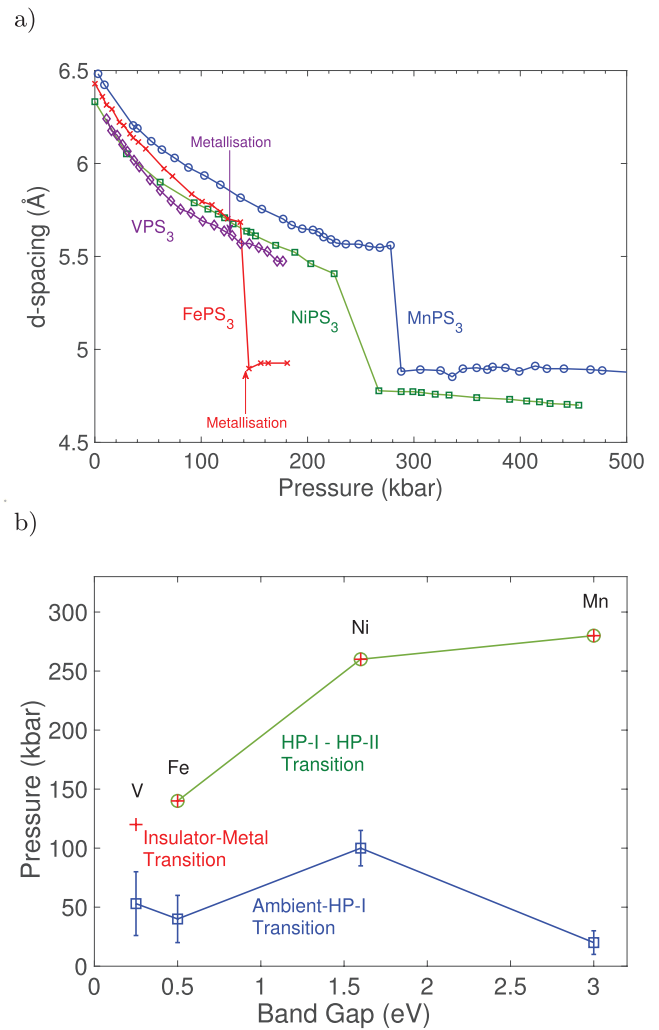 a)
6.5
6
5.5
5
4.5
d-spacing (Å)
Metallisation
VPS3
FePS3
NiPS3
MnPS3
Metallisation
0
100
200
300
400
500
Pressure (kbar)
b)
300
250
200
150
100
50
0
Pressure (kbar)
Mn
Ni
Fe
V
HP-I - HP-II
Transition
Insulator-Metal
Transition
Ambient-HP-I
Transition
0
0.5
1
1.5
2
2.5
3
Band Gap (eV)